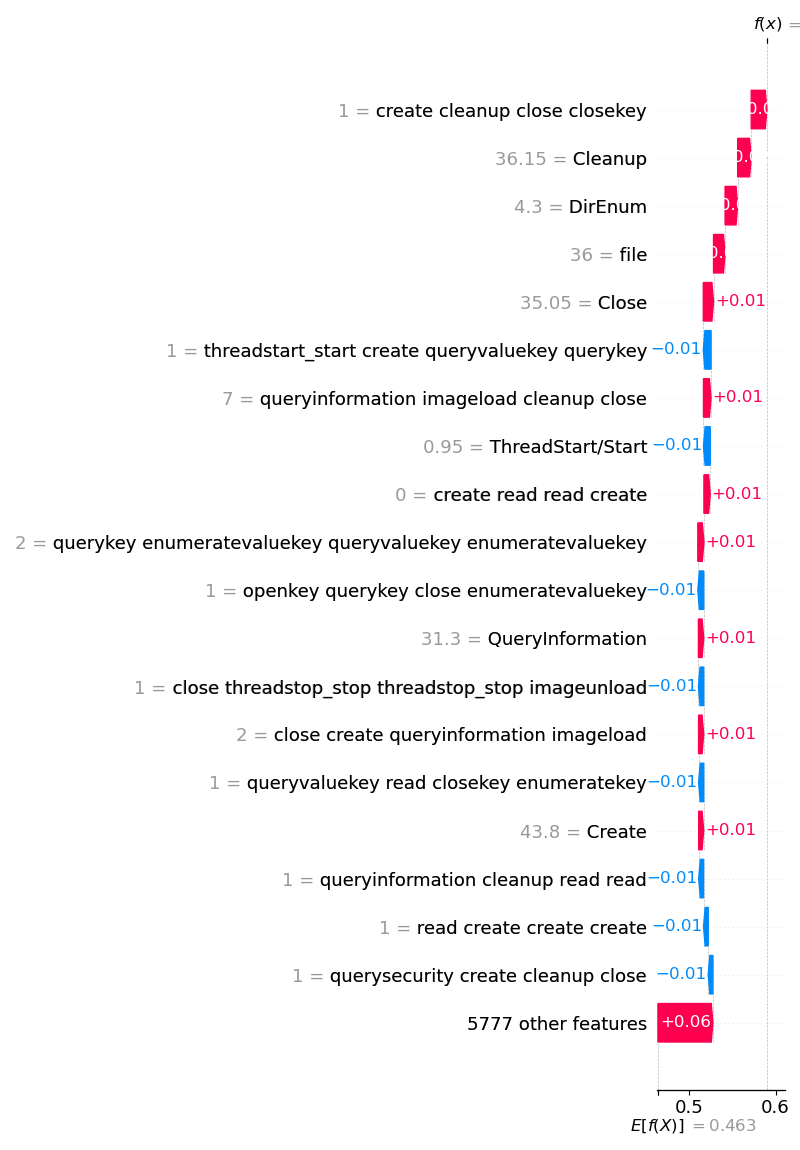 f(x) =
1 = create cleanup close closekey
36.15 = Cleanup
4.3 = DirEnum
36 = file
35.05 = Close +0.01
1 = threadstart_start create queryvaluekey querykey −0.01
7 = queryinformation imageload cleanup close +0.01
0.95 = ThreadStart/Start −0.01
0 = create read read create +0.01
2 = querykey enumeratevaluekey queryvaluekey enumeratevaluekey +0.01
1 = openkey querykey close enumeratevaluekey −0.01
31.3 = QueryInformation +0.01
1 = close threadstop_stop threadstop_stop imageunload −0.01
2 = close create queryinformation imageload +0.01
1 = queryvaluekey read closekey enumeratekey −0.01
43.8 = Create +0.01
1 = queryinformation cleanup read read −0.01
1 = read create create create −0.01
1 = querysecurity create cleanup close −0.01
5777 other features +0.06
0.5 0.6
E[f(X)] = 0.463